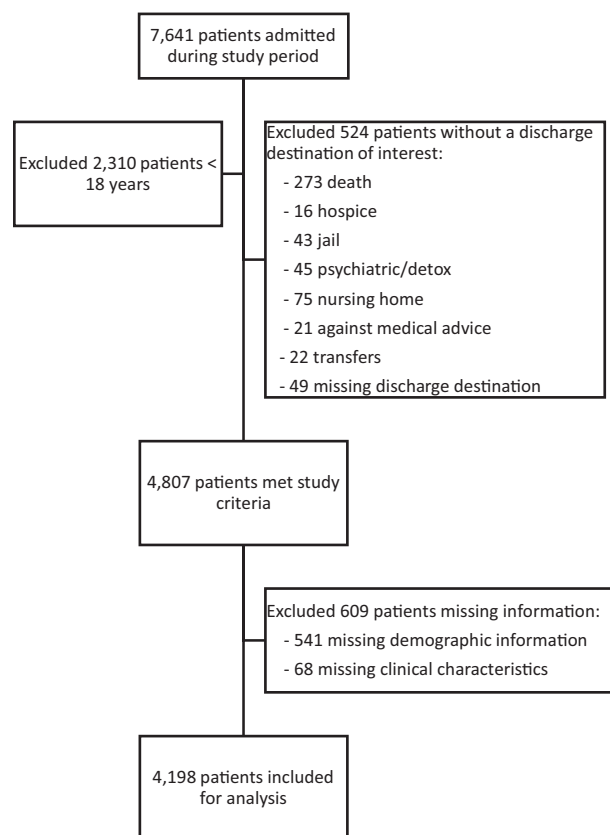 7,641 patients admitted
during study period
Excluded 2,310 patients <
18 years
Excluded 524 patients without a discharge
destination of interest:
- 273 death
- 16 hospice
- 43 jail
- 45 psychiatric/detox
- 75 nursing home
- 21 against medical advice
- 22 transfers
- 49 missing discharge destination
4,807 patients met study
criteria
Excluded 609 patients missing information:
- 541 missing demographic information
- 68 missing clinical characteristics
4,198 patients included
for analysis